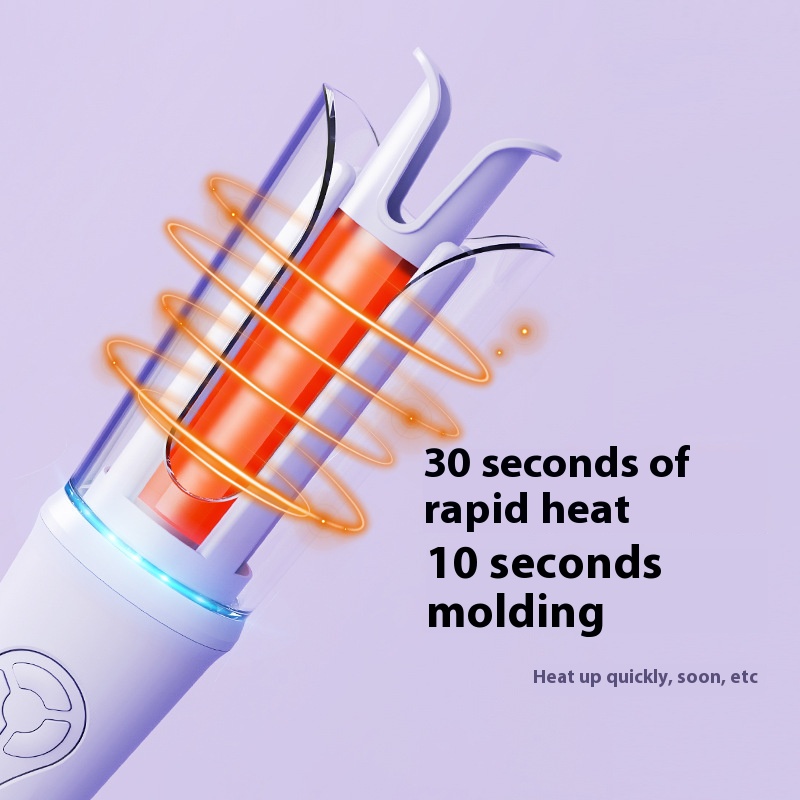 30 seconds of
rapid heat
10 seconds
molding
Heat up quickly, soon, etc